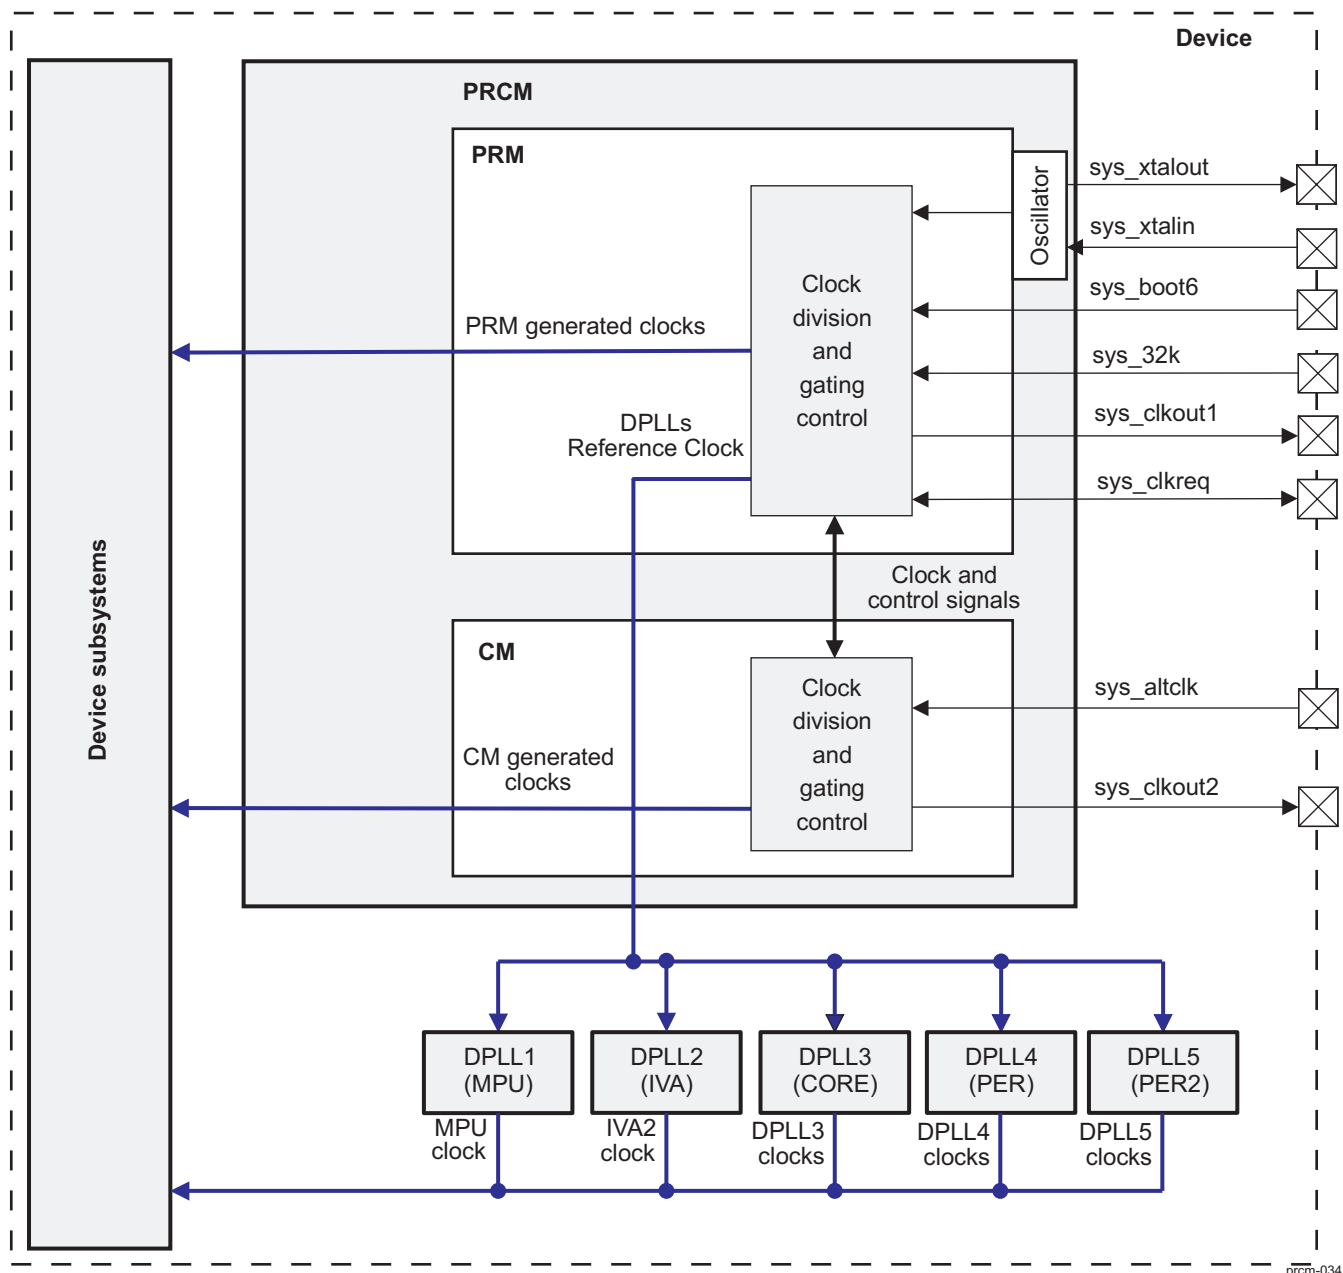 Device
PRCM
PRM
Oscillator
sys_xtalout
sys_xtalin
sys_boot6
sys_32k
sys_clkout1
sys_clkreq
Clock
division
and
gating
control
PRM generated clocks
DPLLs
Reference Clock
Clock and
control signals
Device subsystems
CM
Clock
division
and
gating
control
sys_altclk
sys_clkout2
CM generated
clocks
DPLL1
(MPU)
DPLL2
(IVA)
DPLL3
(CORE)
DPLL4
(PER)
DPLL5
(PER2)
MPU
clock
IVA2
clock
DPLL3
clocks
DPLL4
clocks
DPLL5
clocks
prcm-034